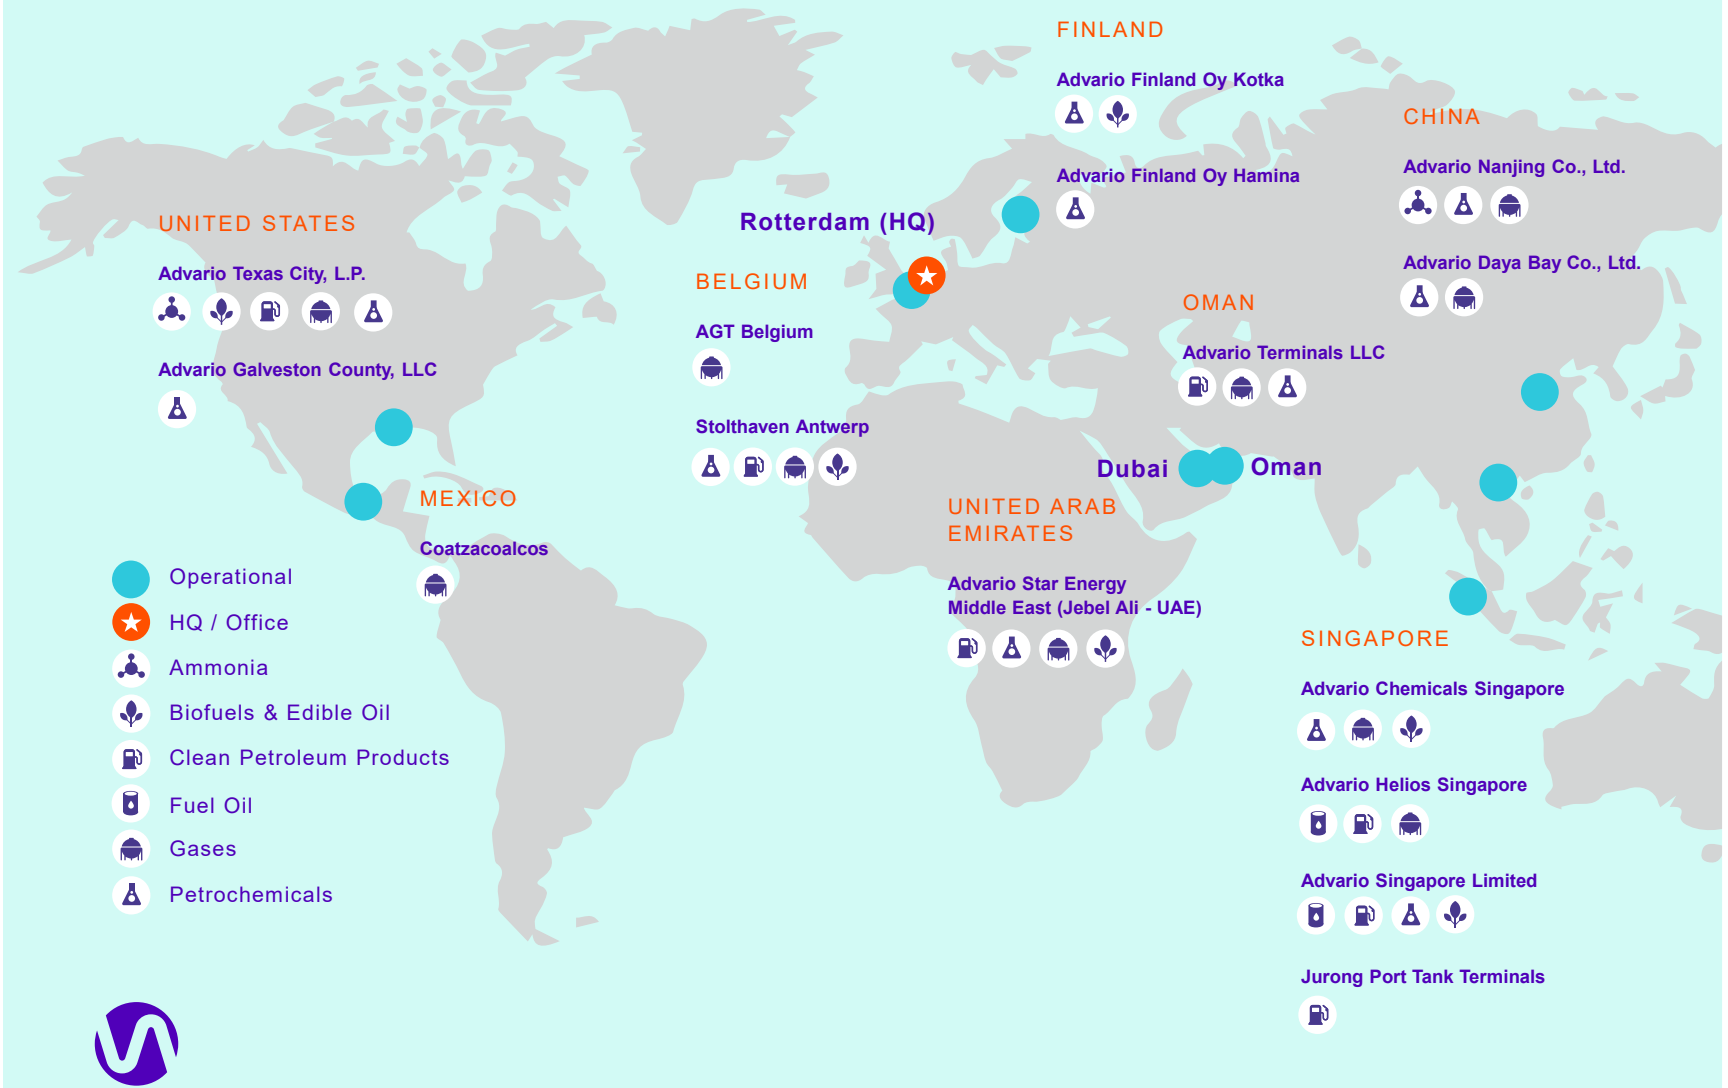 FINLAND
Advario Finland Oy Kotka
Advario Finland Oy Hamina
CHINA
Advario Nanjing Co., Ltd.
Advario Daya Bay Co., Ltd.
UNITED STATES
Advario Texas City, L.P.
Advario Galveston County, LLC
Rotterdam (HQ)
BELGIUM
AGT Belgium
Stolthaven Antwerp
OMAN
Advario Terminals LLC
Dubai
Oman
MEXICO
Coatzacoalcos
UNITED ARAB
EMIRATES
Advario Star Energy
Middle East (Jebel Ali - UAE)
Operational
HQ / Office
Ammonia
Biofuels & Edible Oil
Clean Petroleum Products
Fuel Oil
Gases
Petrochemicals
SINGAPORE
Advario Chemicals Singapore
Advario Helios Singapore
Advario Singapore Limited
Jurong Port Tank Terminals